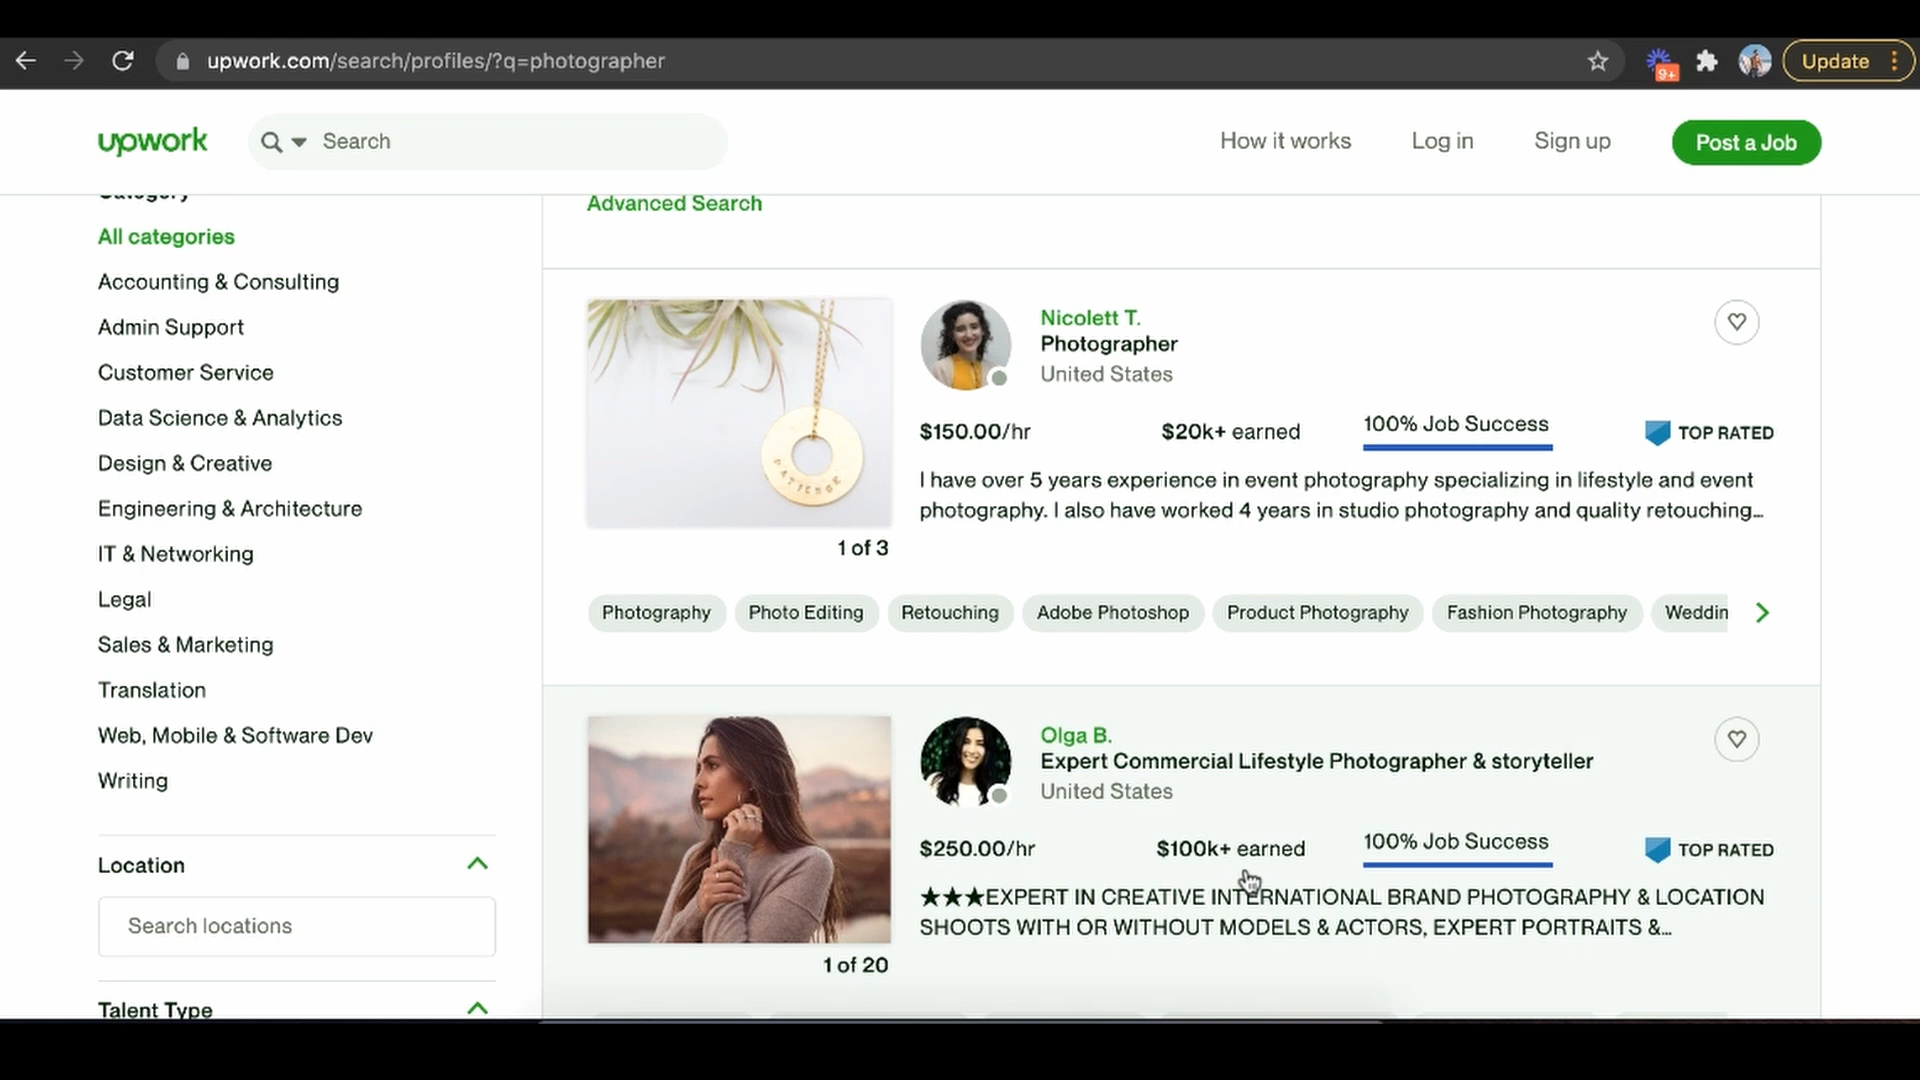 upwork.com/search/profiles/?q=photographer
9+
Update
upwork
Search
How it works
Log in
Sign up
Post a Job
Category
All categories
Accounting & Consulting
Admin Support
Customer Service
Data Science & Analytics
Design & Creative
Engineering & Architecture
IT & Networking
Legal
Sales & Marketing
Translation
Web, Mobile & Software Dev
Writing
Location
Search locations
Talent Type
Advanced Search
PATIENCE
1 of 3
Nicolett T.
Photographer
United States
$150.00/hr
$20k+ earned
100% Job Success
TOP RATED
I have over 5 years experience in event photography specializing in lifestyle and event
photography. I also have worked 4 years in studio photography and quality retouching...
Photography
Photo Editing
Retouching
Adobe Photoshop
Product Photography
Fashion Photography
Weddin
1 of 20
Olga B.
Expert Commercial Lifestyle Photographer & storyteller
United States
$250.00/hr
$100k+ earned
100% Job Success
TOP RATED
★★★EXPERT IN CREATIVE INTERNATIONAL BRAND PHOTOGRAPHY & LOCATION
SHOOTS WITH OR WITHOUT MODELS & ACTORS, EXPERT PORTRAITS &...